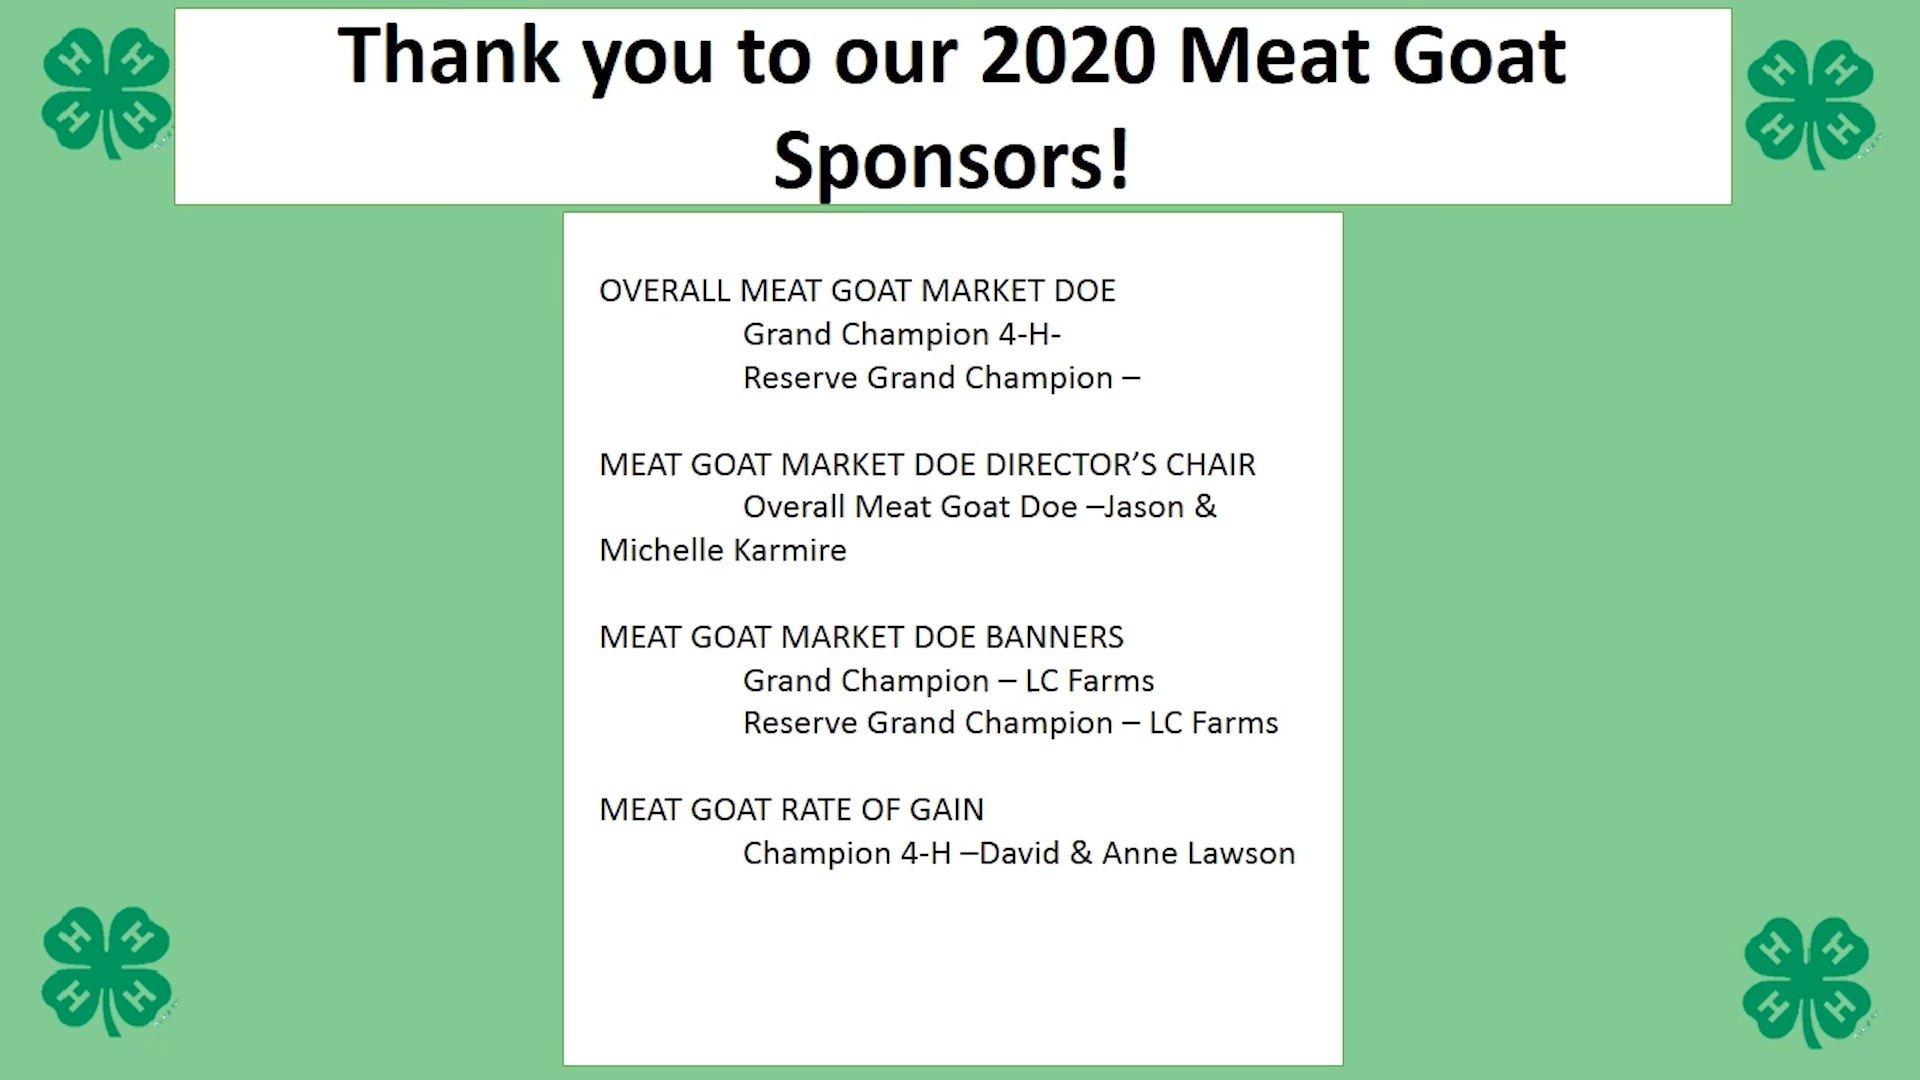 Thank you to our 2020 Meat Goat
Sponsors!
H H
H H
H H
H H
OVERALL MEAT GOAT MARKET DOE
Grand Champion 4-H-
Reserve Grand Champion –
MEAT GOAT MARKET DOE DIRECTOR’S CHAIR
Overall Meat Goat Doe –Jason &
Michelle Karmire
MEAT GOAT MARKET DOE BANNERS
Grand Champion – LC Farms
Reserve Grand Champion – LC Farms
MEAT GOAT RATE OF GAIN
Champion 4-H –David & Anne Lawson
H H
H H
H H
H H